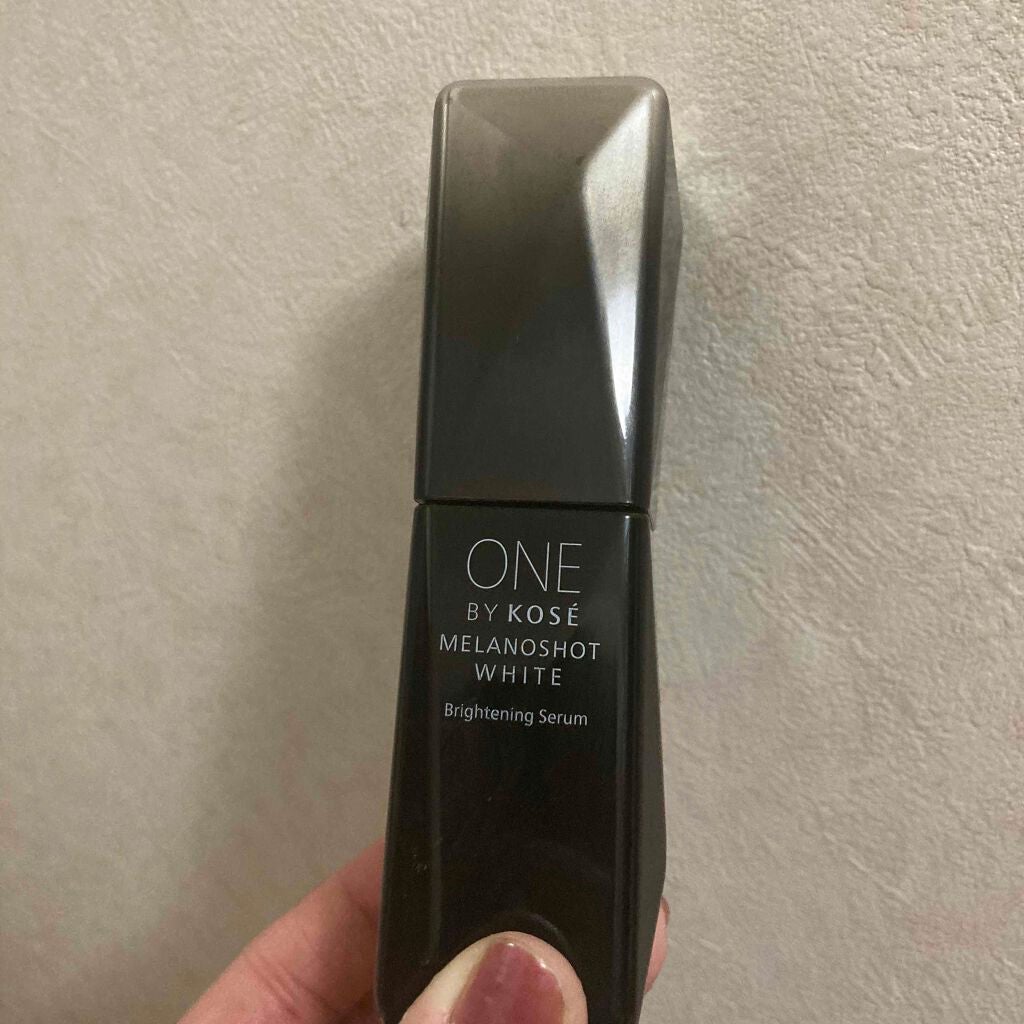 ONE
BY KOSÉ
MELANOSHOT
WHITE
Brightening Serum